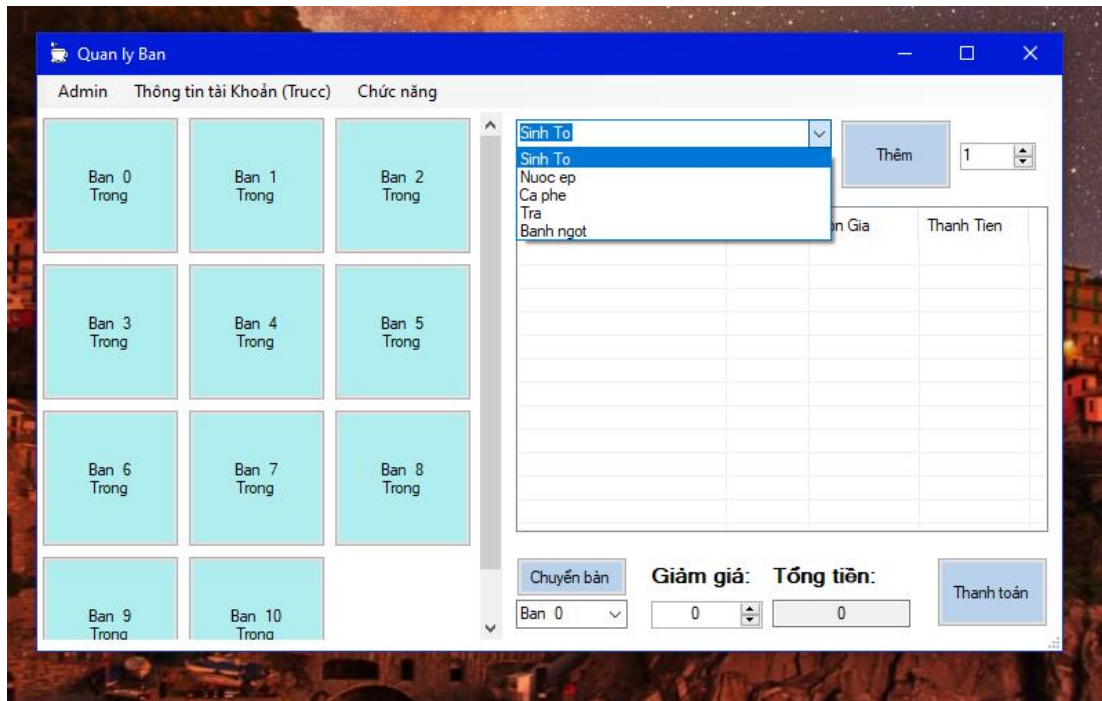 Quan ly Ban
Admin Thông tin tài Khoản (Trucc) Chức năng
Ban 0
Trong
Ban 1
Trong
Ban 2
Trong
Ban 3
Trong
Ban 4
Trong
Ban 5
Trong
Ban 6
Trong
Ban 7
Trong
Ban 8
Trong
Ban 9
Trong
Ban 10
Trong
Sinh To
Sinh To
Nuoc ep
Ca phe
Tra
Banh ngot
Thêm
1
Gia Thanh Tien
Chuyển bàn
Ban 0
Giảm giá:
0
Tổng tiền:
0
Thanh toán